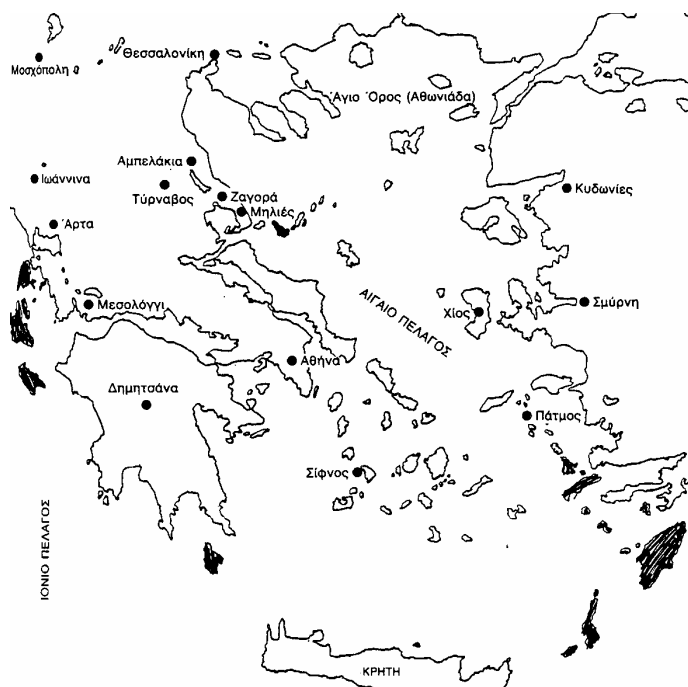 Θεσσαλονίκη
Μοσχόπολη
Άγιο Όρος (Αθωνιάδα)
Αμπελάκια
Ιωάννινα
Τύρναβος
Ζαγορά
Κυδωνίες
Μηλιές
Άρτα
ΑΙΓΑΙΟ ΠΕΛΑΓΟΣ
Μεσολόγγι
Χίος
Σμύρνη
Αθήνα
Δημητσάνα
Πάτμος
Σίφνος
ΙΟΝΙΟ ΠΕΛΑΓΟΣ
ΚΡΗΤΗ